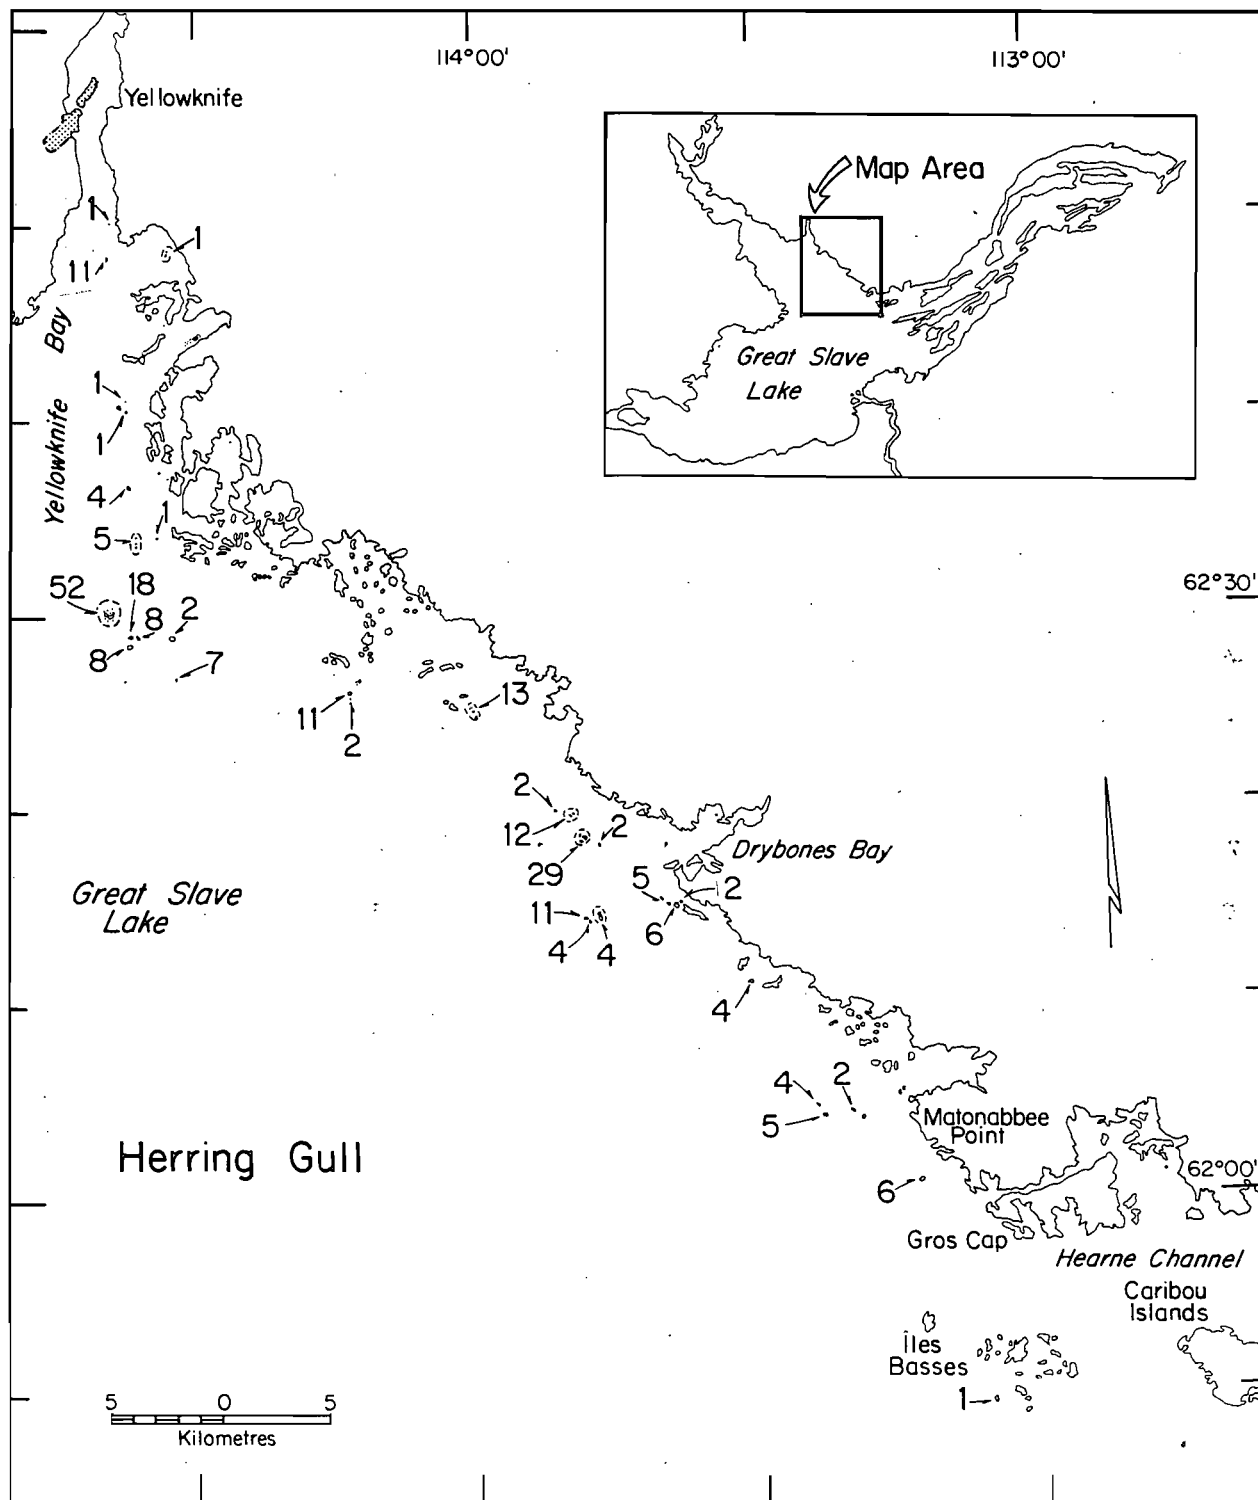 114°00'
113°00'
Yellowknife
Map Area
1
1
11
Great Slave
Lake
Yellowknife Bay
1
1
4
1
5
52
18
8
2
8
7
62°30'
11
2
13
2
12
2
29
Drybones Bay
5
2
6
Great Slave
Lake
11
4
4
4
4
2
5
Matonabbee
Point
Herring Gull
62°00'
6
Gros Cap
Hearne Channel
Caribou
Islands
Îles
Basses
1
5 0 5
Kilometres